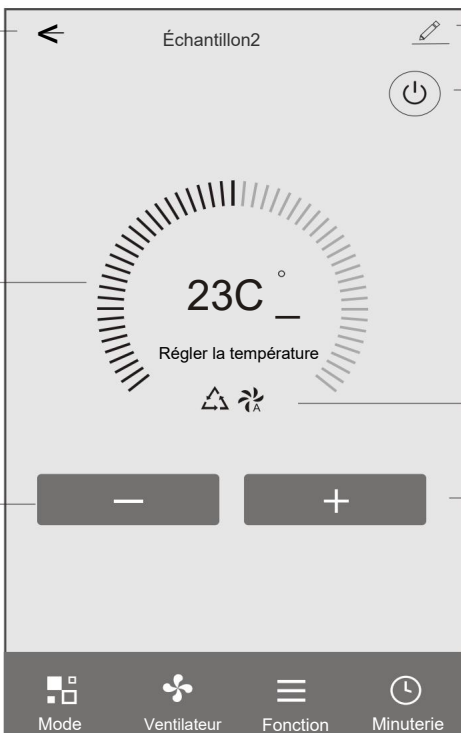 Échantillon2
23C °
Régler la température
A
Mode Ventilateur Fonction Minuterie